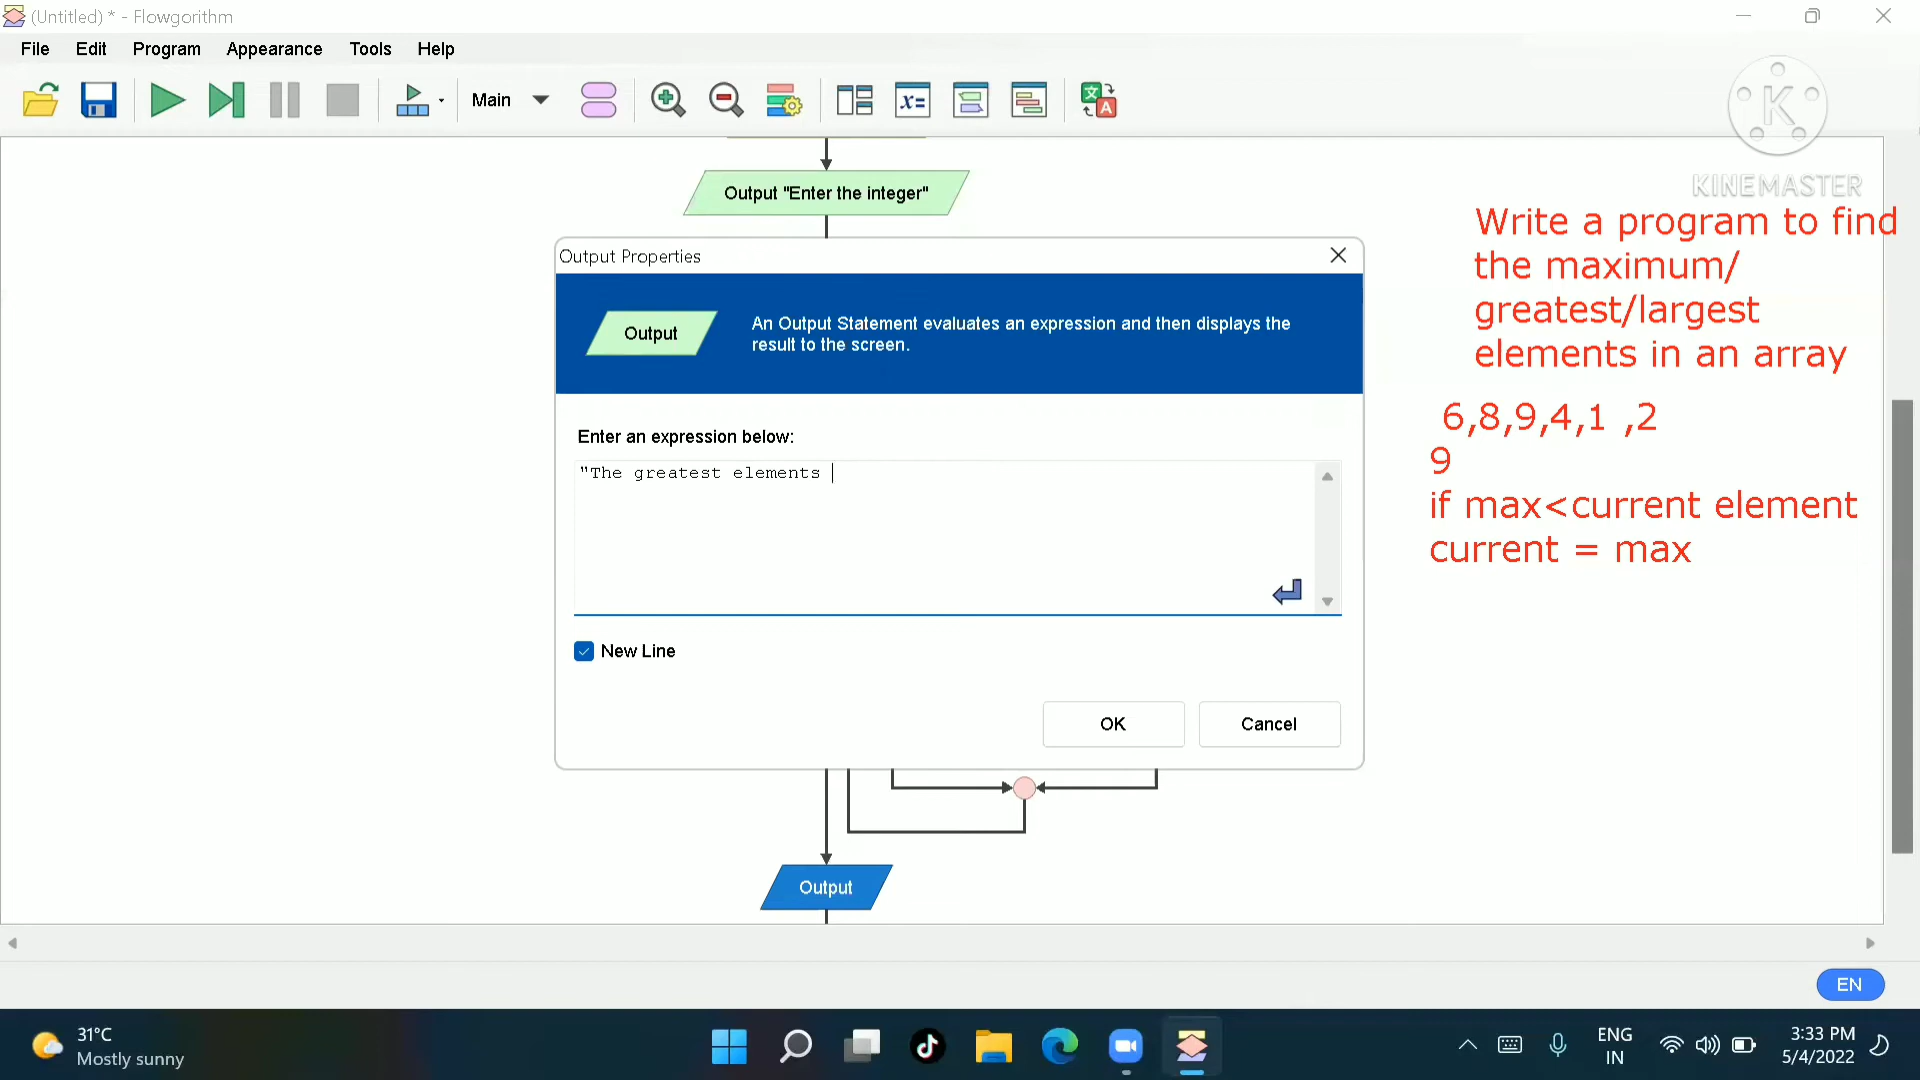 (Untitled) * - Flowgorithm
File Edit Program Appearance Tools Help
Main
x=
文 A
K
KINEMASTER
Output "Enter the integer"
Write a program to find
the maximum/
greatest/largest
elements in an array
6,8,9,4,1 ,2
9
if max<current element
current = max
Output Properties
Output
An Output Statement evaluates an expression and then displays the
result to the screen.
Enter an expression below:
"The greatest elements
New Line
OK Cancel
Output
EN
31°C
Mostly sunny
ENG
IN
3:33 PM
5/4/2022